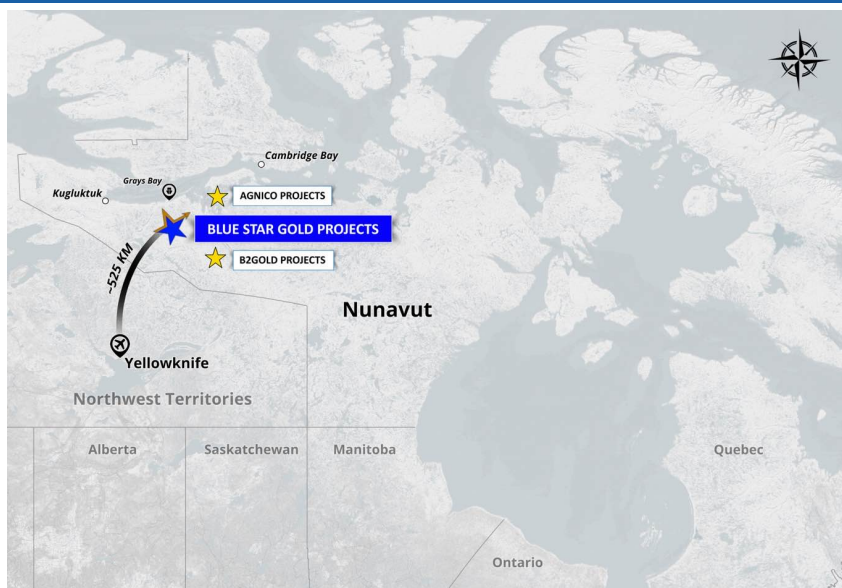 Cambridge Bay
Grays Bay
Kugluktuk
AGNICO PROJECTS
BLUE STAR GOLD PROJECTS
B2GOLD PROJECTS
~525 KM
Nunavut
Yellowknife
Northwest Territories
Alberta
Saskatchewan
Manitoba
Quebec
Ontario